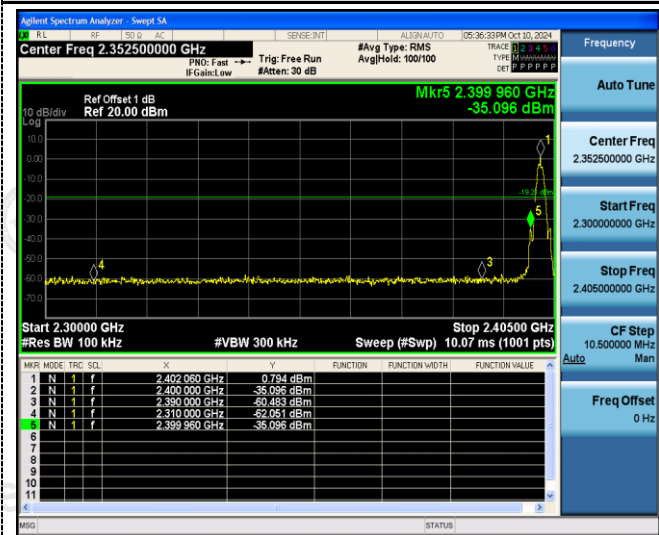 Agilent Spectrum Analyzer - Swept SA
RL RF 50 Ω AC SENSE:INT ALIGNAUTO 05:36:33 PM Oct 10, 2024
Center Freq 2.352500000 GHz
PNO: Fast
IFGain:Low
Trig: Free Run
#Atten: 30 dB
#Avg Type: RMS
Avg|Hold: 100/100
TRACE 1 2 3 4 5 6
TYPE
DET P P P P P P
Mkr5 2.399 960 GHz
-35.096 dBm
Ref Offset 1 dB
10 dB/div Ref 20.00 dBm
Log
10.0
0.00
-10.0
-20.0
-30.0
-40.0
-50.0
-60.0
-70.0
1
5
3
4
Start 2.30000 GHz Stop 2.40500 GHz
#Res BW 100 kHz #VBW 300 kHz Sweep (#Swp) 10.07 ms (1001 pts)
MKR MODE TRC SCL X Y FUNCTION FUNCTION WIDTH FUNCTION VALUE
1 N 1 f 2.402 060 GHz 0.794 dBm
2 N 1 f 2.400 000 GHz -35.096 dBm
3 N 1 f 2.390 000 GHz -60.483 dBm
4 N 1 f 2.310 000 GHz -62.051 dBm
5 N 1 f 2.399 960 GHz -35.096 dBm
6
7
8
9
10
11
MSG STATUS
Frequency
Auto Tune
Center Freq
2.352500000 GHz
Start Freq
2.300000000 GHz
Stop Freq
2.405000000 GHz
CF Step
10.500000 MHz
Auto Man
Freq Offset
0 Hz